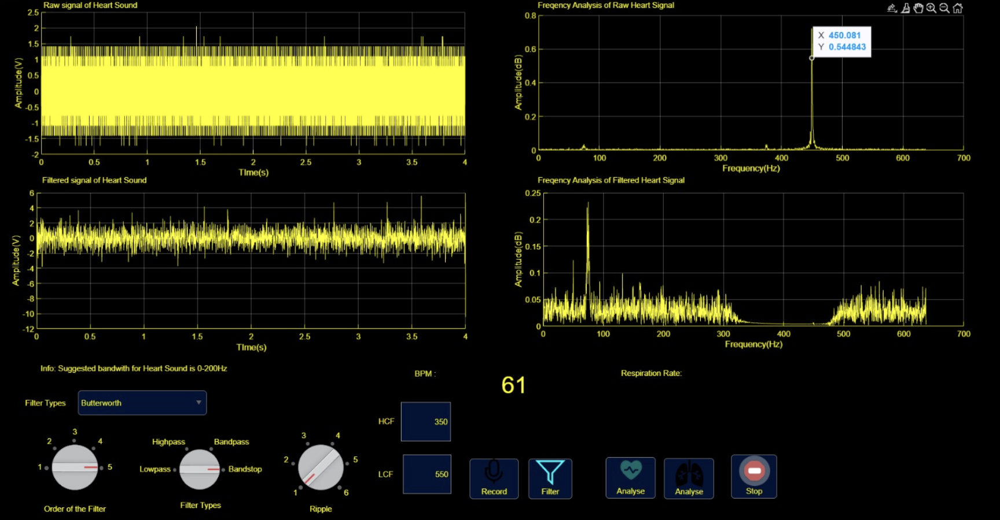 Raw signal of Heart Sound
2.5
2
1.5
1
0.5
0
-0.5
-1
-1.5
-2
Amplitude(V)
0 0.5 1 1.5 2 2.5 3 3.5 4
TIme(s)
Freqency Analysis of Raw Heart Signal
0.8
0.6
0.4
0.2
0
Amplitude(dB)
X 450.081
Y 0.544843
0 100 200 300 400 500 600 700
Frequency(Hz)
Filtered signal of Heart Sound
6
4
2
0
-2
-4
-6
-8
-10
-12
Amplitude(V)
0 0.5 1 1.5 2 2.5 3 3.5 4
TIme(s)
Freqency Analysis of Filtered Heart Signal
0.25
0.2
0.15
0.1
0.05
0
Amplitude(dB)
0 100 200 300 400 500 600 700
Frequency(Hz)
Info: Suggested bandwith for Heart Sound is 0-200Hz
BPM :
61
Respiration Rate:
Filter Types
Butterworth
1 2 3 4 5
Order of the Filter
Lowpass Highpass Bandpass Bandstop
Filter Types
1 2 3 4 5 6
Ripple
HCF 350
LCF 550
Record
Filter
Analyse
Analyse
Stop